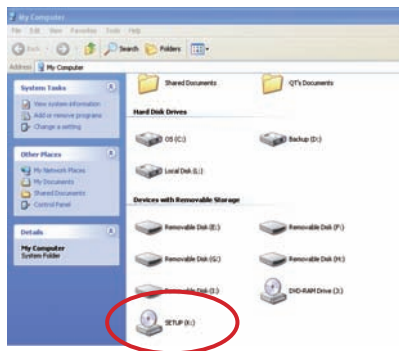 My Computer
File Edit View Favorites Tools Help
Back Search Folders
Address My Computer
System Tasks
View system information
Add or remove programs
Change a setting
Other Places
My Network Places
My Documents
Shared Documents
Control Panel
Details
My Computer
System Folder
Shared Documents QT's Documents
Hard Disk Drives
OS (C:) Backup (D:)
Local Disk (L:)
Devices with Removable Storage
Removable Disk (E:) Removable Disk (F:)
Removable Disk (G:) Removable Disk (H:)
Removable Disk (I:) DVD-RAM Drive (J:)
SETUP (K:)